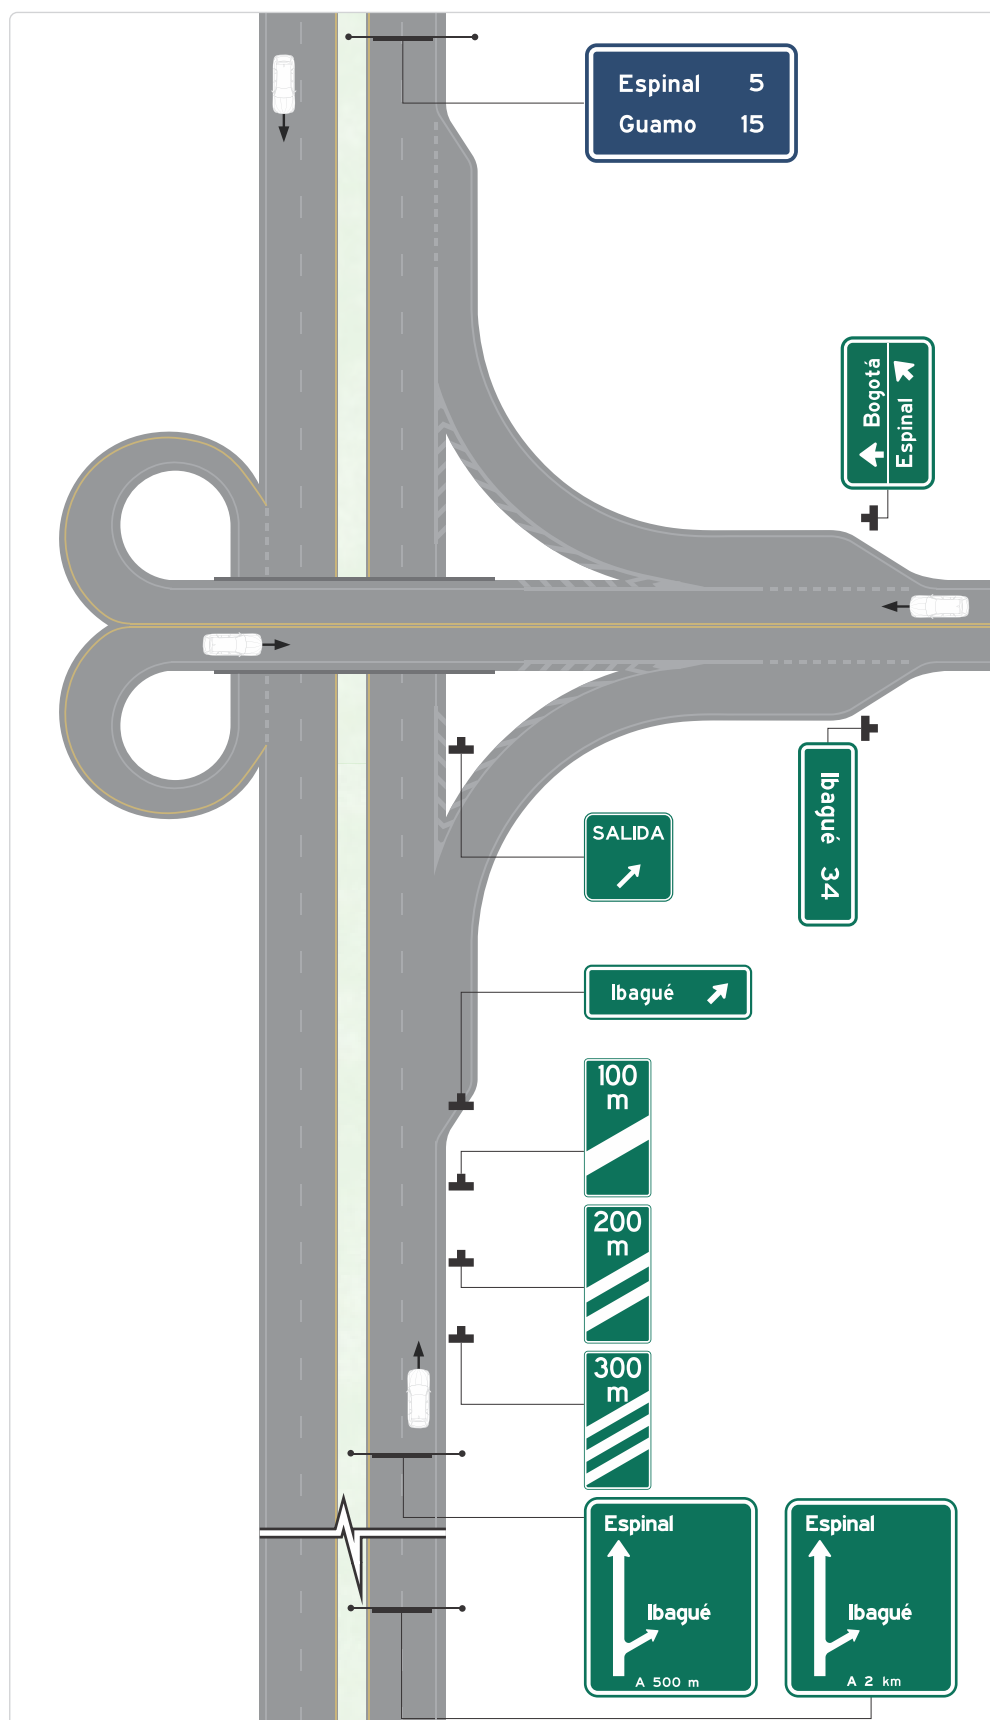 Espinal 5
Guamo 15
Bogotá
Espinal
Ibagué 34
SALIDA
Ibagué
100
m
200
m
300
m
Espinal
Ibagué
A 500 m
Espinal
Ibagué
A 2 km